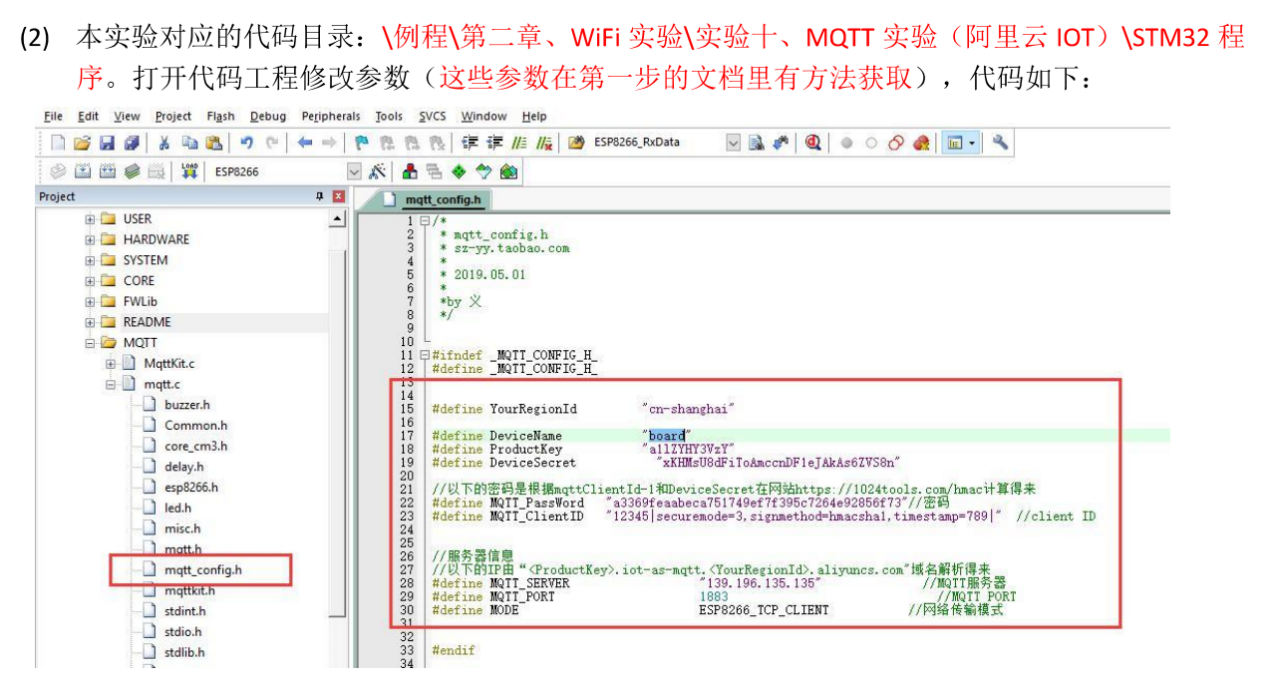 (2) 本实验对应的代码目录：\例程\第二章、WiFi 实验\实验十、MQTT 实验（阿里云 IOT）\STM32 程
序。打开代码工程修改参数（这些参数在第一步的文档里有方法获取），代码如下：
File Edit View Project Flash Debug Peripherals Tools SVCS Window Help
ESP8266_RxData
LOAD ESP8266
Project
USER
HARDWARE
SYSTEM
CORE
FWLib
README
MQTT
MqttKit.c
mqtt.c
buzzer.h
Common.h
core_cm3.h
delay.h
esp8266.h
led.h
misc.h
mqtt.h
mqtt_config.h
mqttkit.h
stdint.h
stdio.h
stdlib.h
mqtt_config.h
1 /*
2 * mqtt_config.h
3 * sz-yy.taobao.com
4 *
5 * 2019.05.01
6 *
7 *by 义
8 */
9
10
11 #ifndef _MQTT_CONFIG_H_
12 #define _MQTT_CONFIG_H_
13
14
15 #define YourRegionId "cn-shanghai"
16
17 #define DeviceName "board"
18 #define ProductKey "a1lZYHY3VzY"
19 #define DeviceSecret "xKHMsU8dFiToAmccnDF1eJAkAs6ZVS8n"
20
21 //以下的密码是根据mqttClientId-1和DeviceSecret在网站https://1024tools.com/hmac计算得来
22 #define MQTT_PassWord "a3369feaabeca751749ef7f395c7264e92856f73"//密码
23 #define MQTT_ClientID "12345|securemode=3,signmethod=hmacsha1,timestamp=789|" //client ID
24
25
26 //服务器信息
27 //以下的IP由“<ProductKey>.iot-as-mqtt.<YourRegionId>.aliyuncs.com"域名解析得来
28 #define MQTT_SERVER "139.196.135.135" //MQTT服务器
29 #define MQTT_PORT 1883 //MQTT PORT
30 #define MODE ESP8266_TCP_CLIENT //网络传输模式
31
32
33 #endif
34